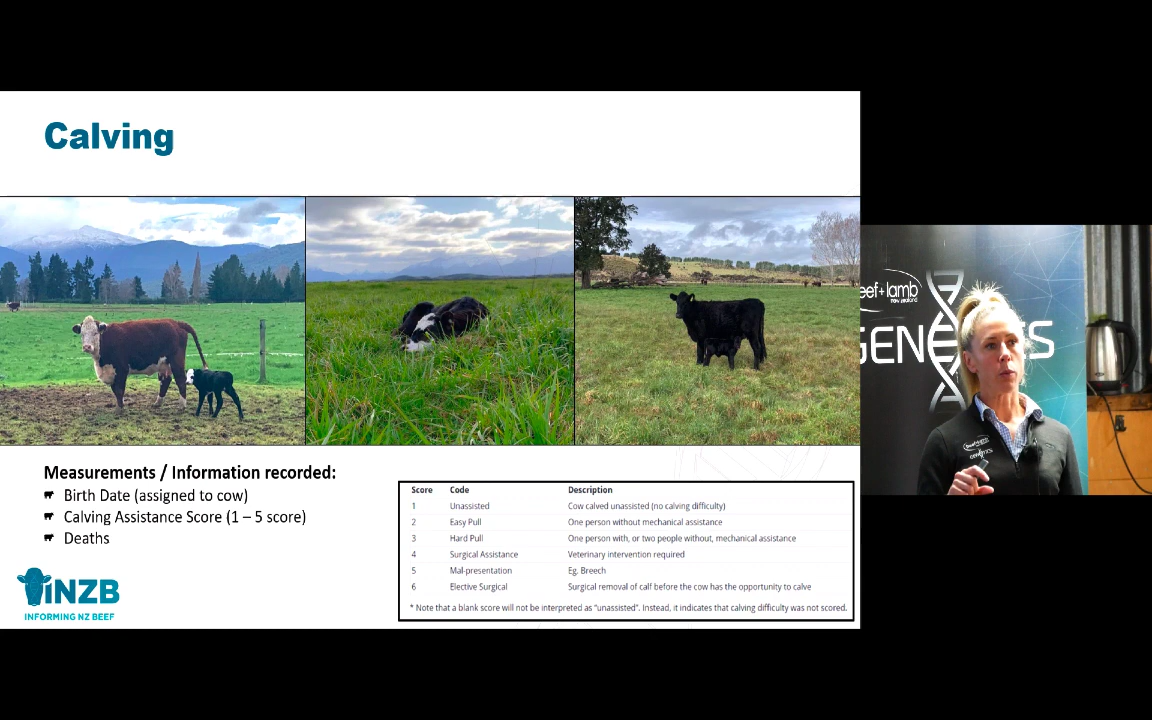 Calving
Measurements / Information recorded:
Birth Date (assigned to cow)
Calving Assistance Score (1 – 5 score)
Deaths
INZB
INFORMING NZ BEEF
Score Code Description
1 Unassisted Cow calved unassisted (no calving difficulty)
2 Easy Pull One person without mechanical assistance
3 Hard Pull One person with, or two people without, mechanical assistance
4 Surgical Assistance Veterinary intervention required
5 Mal-presentation Eg. Breech
6 Elective Surgical Surgical removal of calf before the cow has the opportunity to calve
* Note that a blank score will not be interpreted as “unassisted”. Instead, it indicates that calving difficulty was not scored.
eef+lamb
new zealand
GENE CS